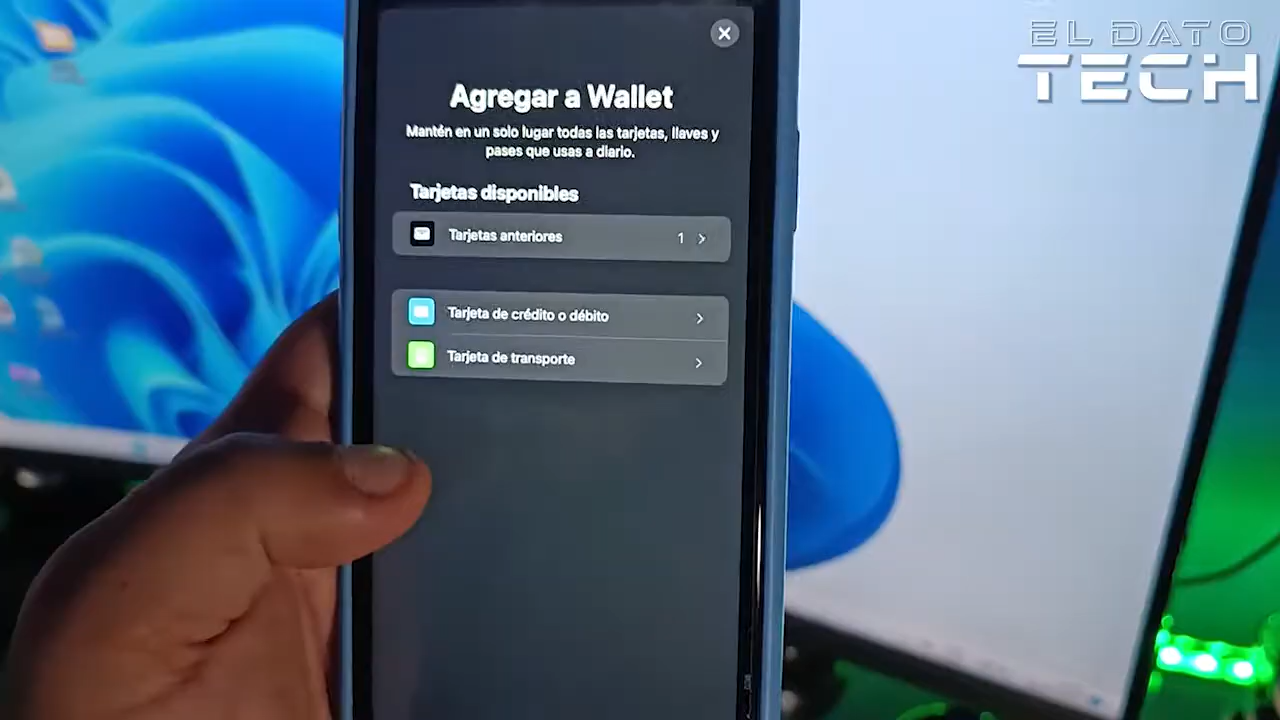 EL DATO
TECH
Agregar a Wallet
Mantén en un solo lugar todas las tarjetas, llaves y
pases que usas a diario.
Tarjetas disponibles
Tarjetas anteriores 1
Tarjeta de crédito o débito
Tarjeta de transporte